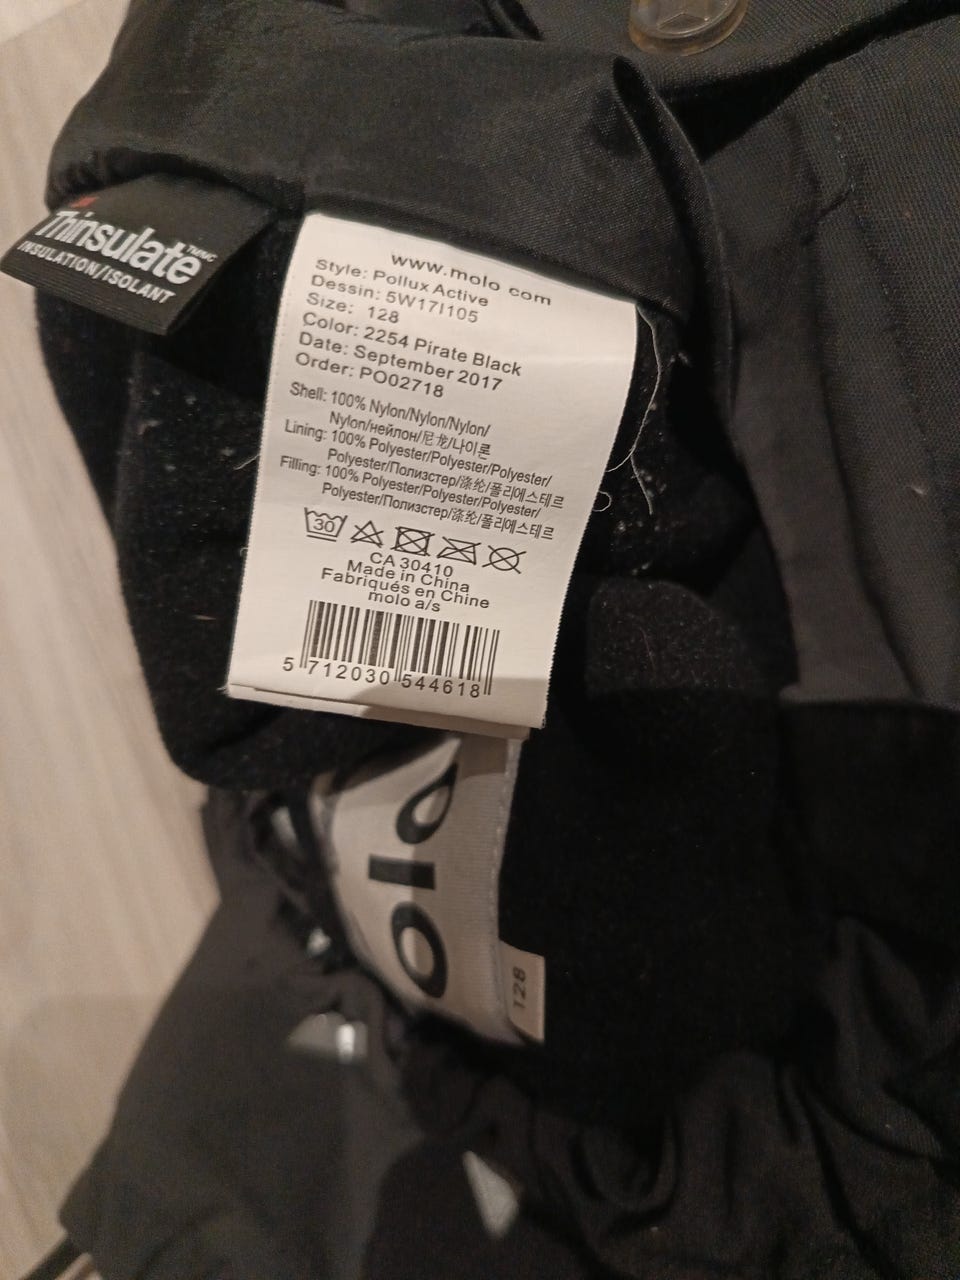 Thinsulate
INSULATION/ISOLANT
www.molo com
Style: Pollux Active
Dessin: 5W17I105
Size: 128
Color: 2254 Pirate Black
Date: September 2017
Order: PO02718
Shell: 100% Nylon/Nylon/Nylon/
Nylon/нейлон/尼龙/나이론
Lining: 100% Polyester/Polyester/Polyester/
Polyester/Полиэстер/涤纶/폴리에스테르
Filling: 100% Polyester/Polyester/Polyester/
Polyester/Полиэстер/涤纶/폴리에스테르
30
CA 30410
Made in China
Fabriqués en Chine
molo a/s
5 712030 544618
olo
128